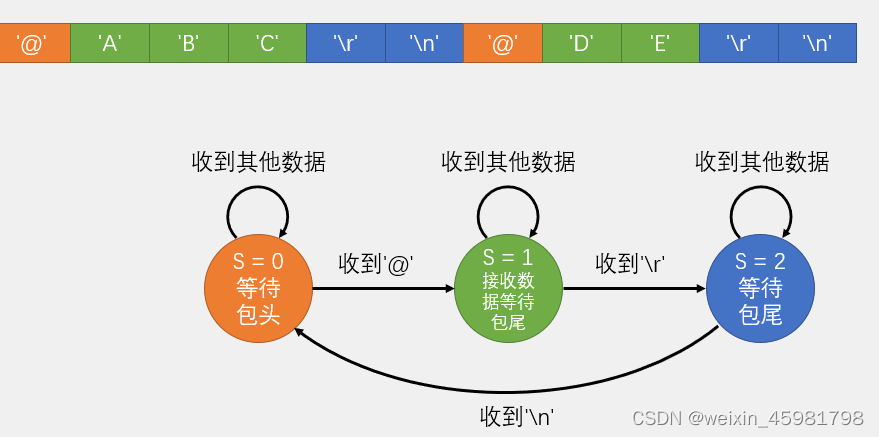 '@' 'A' 'B' 'C' '\r' '\n' '@' 'D' 'E' '\r' '\n'
收到其他数据 收到其他数据 收到其他数据
S = 0
等待
包头
收到'@'
S = 1
接收数
据等待
包尾
收到'\r'
S = 2
等待
包尾
收到'\n'
CSDN @weixin_45981798